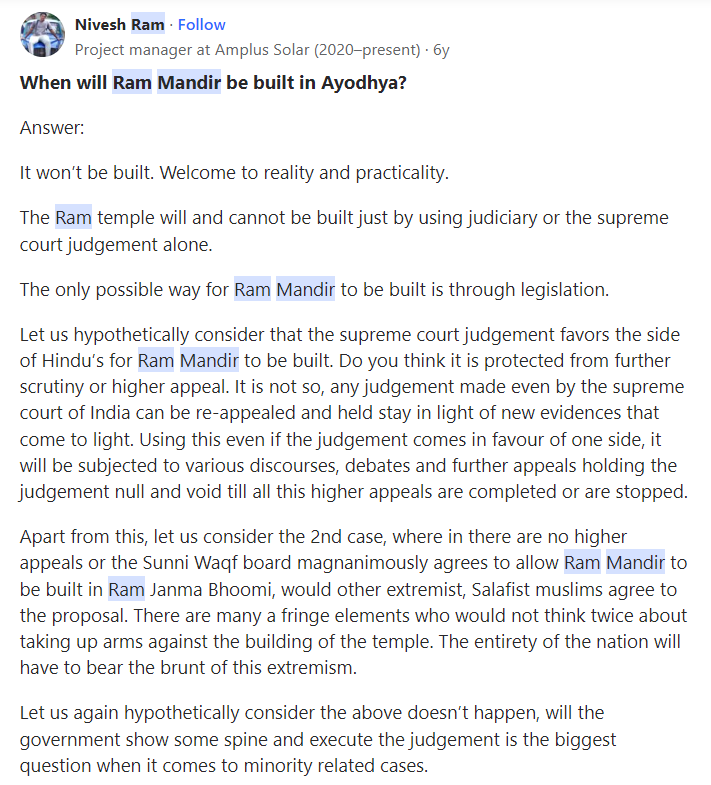 Nivesh Ram · Follow
Project manager at Amplus Solar (2020–present) · 6y
When will Ram Mandir be built in Ayodhya?
Answer:
It won't be built. Welcome to reality and practicality.
The Ram temple will and cannot be built just by using judiciary or the supreme
court judgement alone.
The only possible way for Ram Mandir to be built is through legislation.
Let us hypothetically consider that the supreme court judgement favors the side
of Hindu's for Ram Mandir to be built. Do you think it is protected from further
scrutiny or higher appeal. It is not so, any judgement made even by the supreme
court of India can be re-appealed and held stay in light of new evidences that
come to light. Using this even if the judgement comes in favour of one side, it
will be subjected to various discourses, debates and further appeals holding the
judgement null and void till all this higher appeals are completed or are stopped.
Apart from this, let us consider the 2nd case, where in there are no higher
appeals or the Sunni Waqf board magnanimously agrees to allow Ram Mandir to
be built in Ram Janma Bhoomi, would other extremist, Salafist muslims agree to
the proposal. There are many a fringe elements who would not think twice about
taking up arms against the building of the temple. The entirety of the nation will
have to bear the brunt of this extremism.
Let us again hypothetically consider the above doesn't happen, will the
government show some spine and execute the judgement is the biggest
question when it comes to minority related cases.